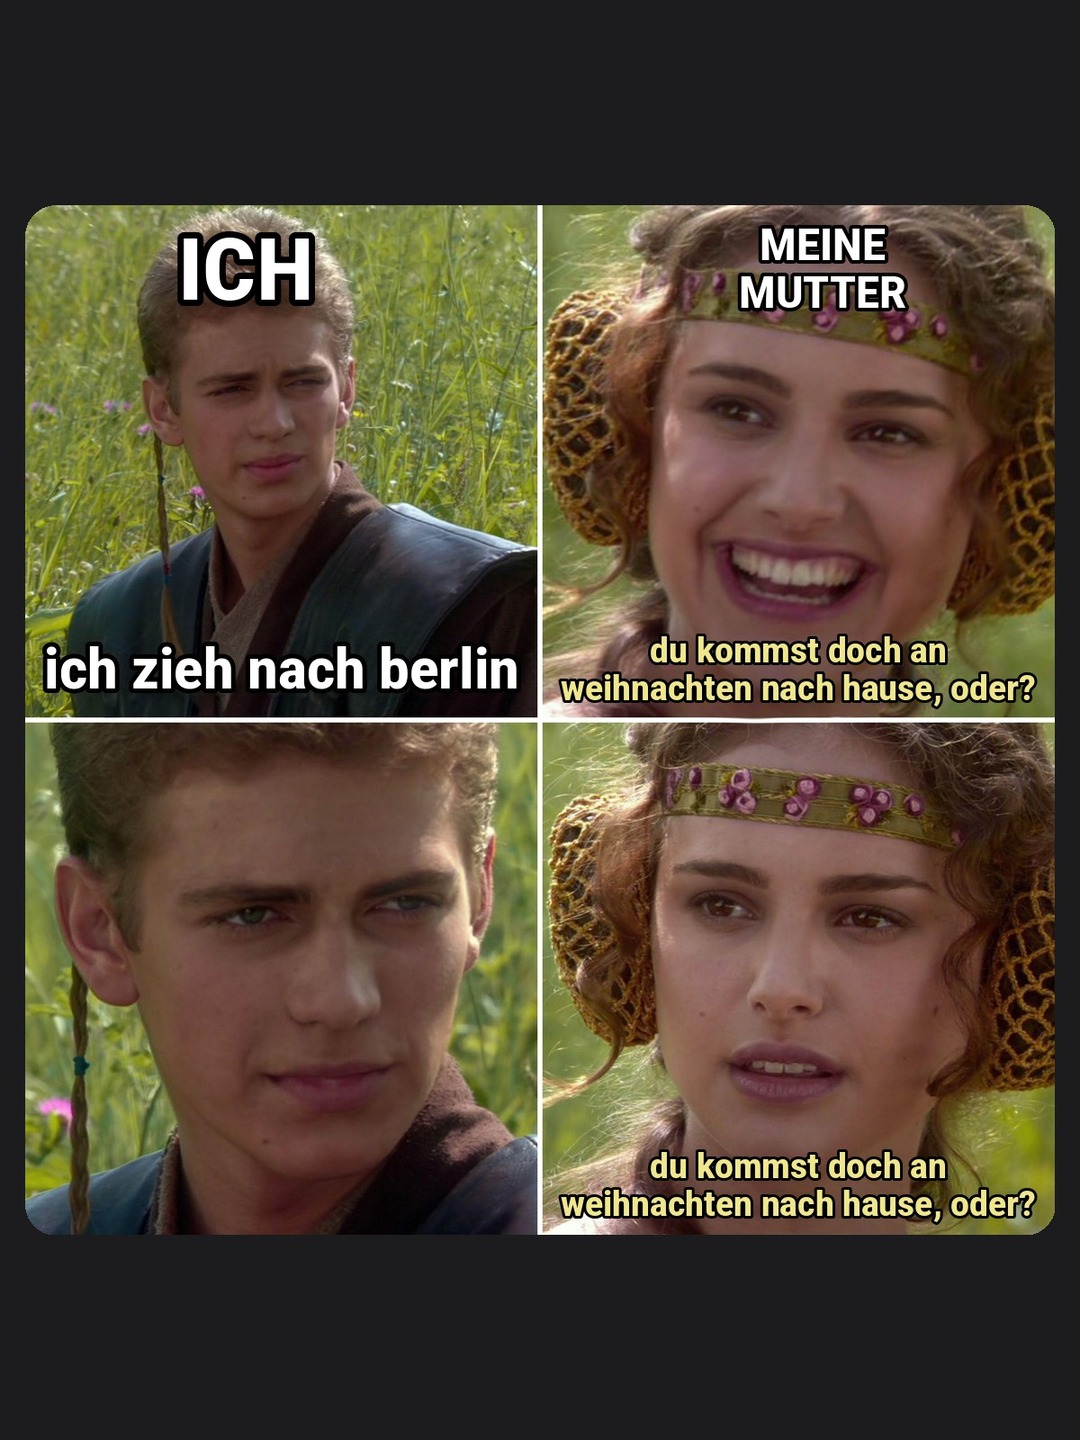 ICH
ich zieh nach berlin
MEINE
MUTTER
du kommst doch an
weihnachten nach hause, oder?
du kommst doch an
weihnachten nach hause, oder?